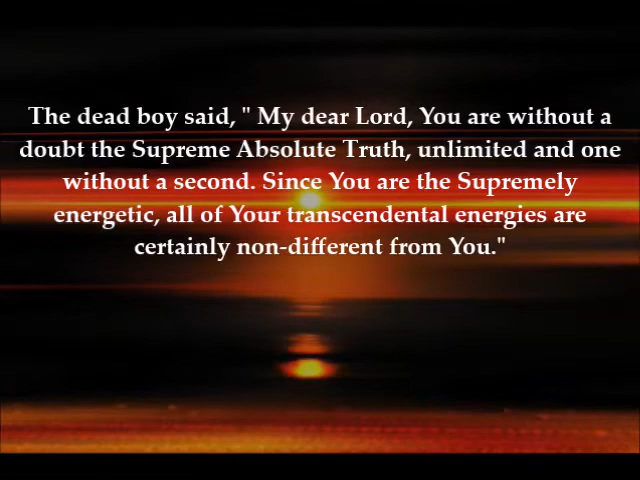 The dead boy said, " My dear Lord, You are without a
doubt the Supreme Absolute Truth, unlimited and one
without a second. Since You are the Supremely
energetic, all of Your transcendental energies are
certainly non-different from You."